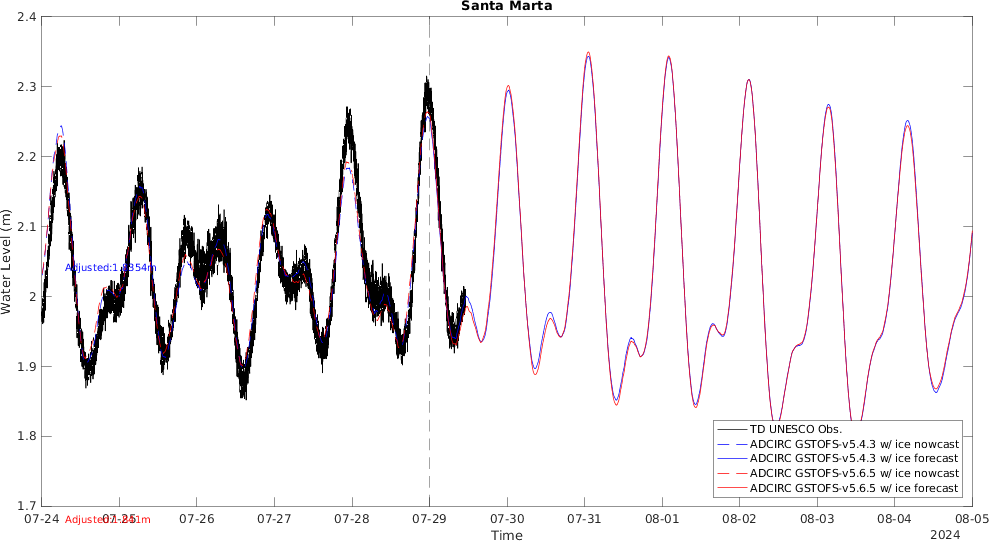 Santa Marta
2.4
2.3
2.2
2.1
2
1.9
1.8
1.7
Water Level (m)
TD UNESCO Obs.
ADCIRC GSTOFS-v5.4.3 w/ ice nowcast
ADCIRC GSTOFS-v5.4.3 w/ ice forecast
ADCIRC GSTOFS-v5.6.5 w/ ice nowcast
ADCIRC GSTOFS-v5.6.5 w/ ice forecast
07-24 07-25 07-26 07-27 07-28 07-29 07-30 07-31 08-01 08-02 08-03 08-04 08-05
Time
2024